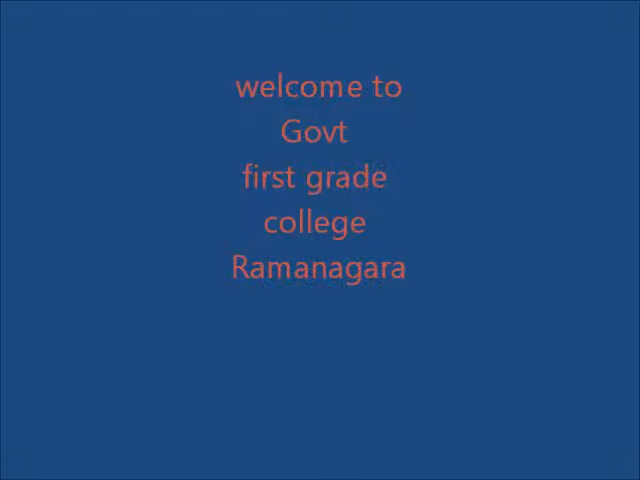 welcome to
Govt
first grade
college
Ramanagara